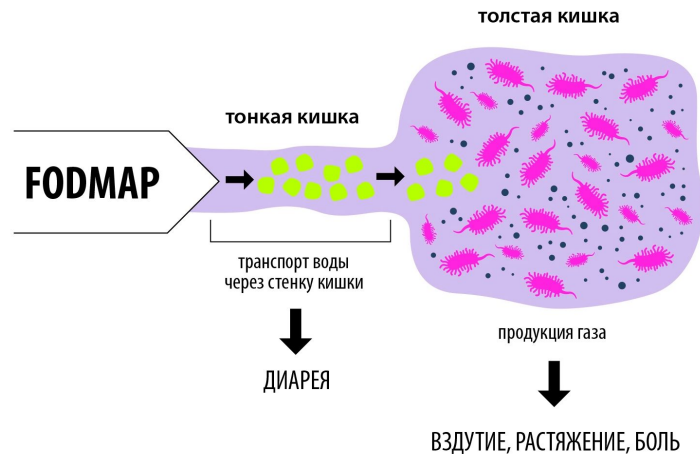 толстая кишка
тонкая кишка
FODMAP
транспорт воды
через стенку кишки
ДИАРЕЯ
продукция газа
ВЗДУТИЕ, РАСТЯЖЕНИЕ, БОЛЬ